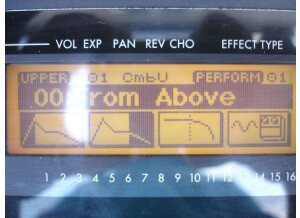 VOL EXP PAN REV CHO EFFECT TYPE
UPPER 01 CmbU PERFORM 01
00:From Above
1 2 3 4 5 6 7 8 9 10 11 12 13 14 15 16